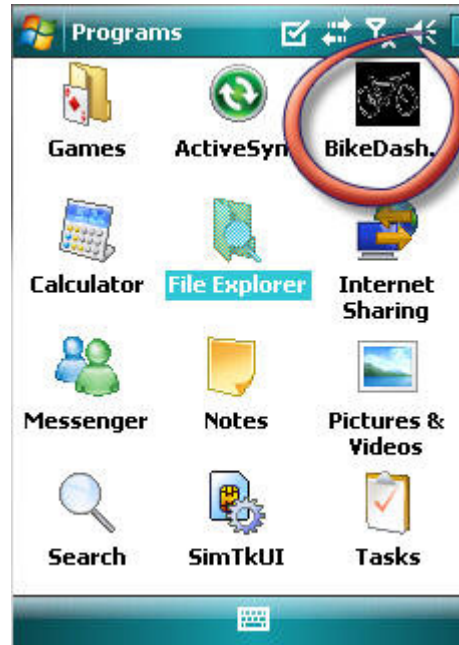 Programs
Games
ActiveSyn
BikeDash.
Calculator
File Explorer
Internet
Sharing
Messenger
Notes
Pictures &
Videos
Search
SimTkUI
Tasks